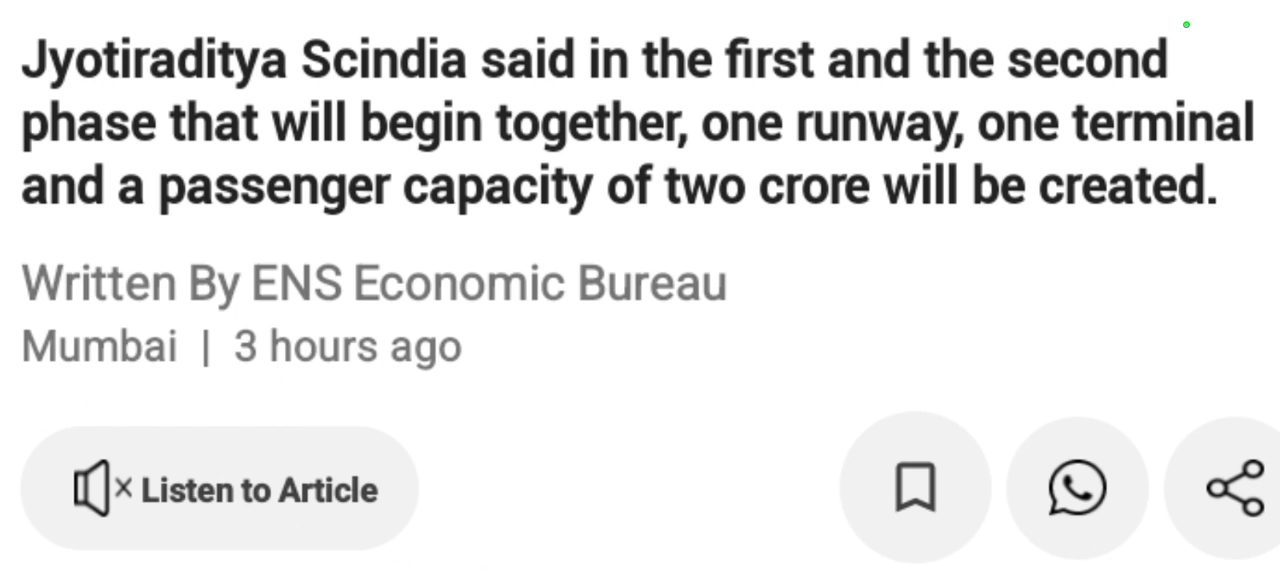 Jyotiraditya Scindia said in the first and the second
phase that will begin together, one runway, one terminal
and a passenger capacity of two crore will be created.
Written By ENS Economic Bureau
Mumbai | 3 hours ago
Listen to Article